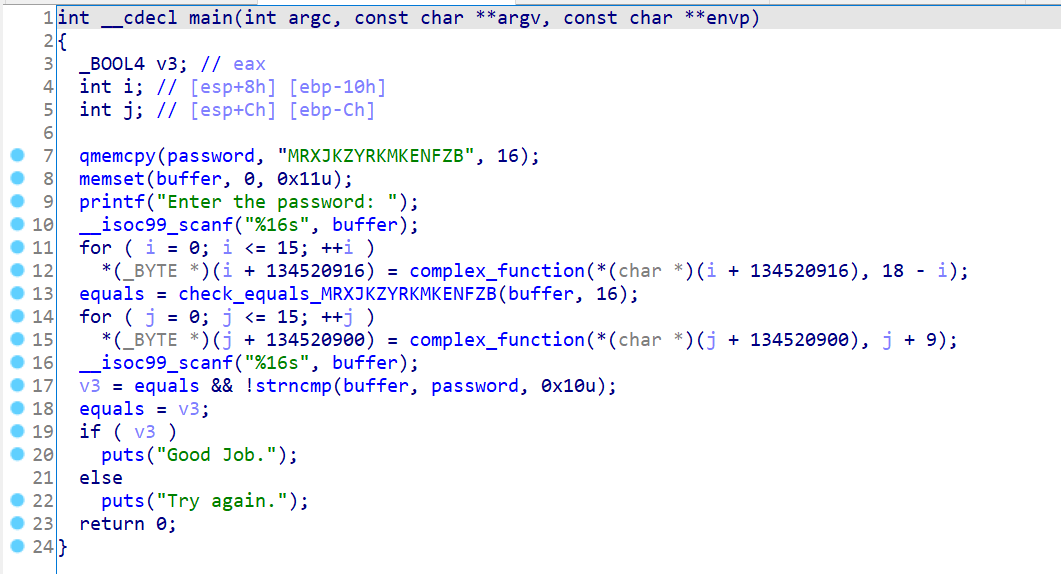 1 int __cdecl main(int argc, const char **argv, const char **envp)
2 {
3   _BOOL4 v3; // eax
4   int i; // [esp+8h] [ebp-10h]
5   int j; // [esp+Ch] [ebp-Ch]
6
7   qmemcpy(password, "MRXJKZYRKMKENFZB", 16);
8   memset(buffer, 0, 0x11u);
9   printf("Enter the password: ");
10   __isoc99_scanf("%16s", buffer);
11   for ( i = 0; i <= 15; ++i )
12     *(_BYTE *)(i + 134520916) = complex_function(*(char *)(i + 134520916), 18 - i);
13   equals = check_equals_MRXJKZYRKMKENFZB(buffer, 16);
14   for ( j = 0; j <= 15; ++j )
15     *(_BYTE *)(j + 134520900) = complex_function(*(char *)(j + 134520900), j + 9);
16   __isoc99_scanf("%16s", buffer);
17   v3 = equals && !strncmp(buffer, password, 0x10u);
18   equals = v3;
19   if ( v3 )
20     puts("Good Job.");
21   else
22     puts("Try again.");
23   return 0;
24 }